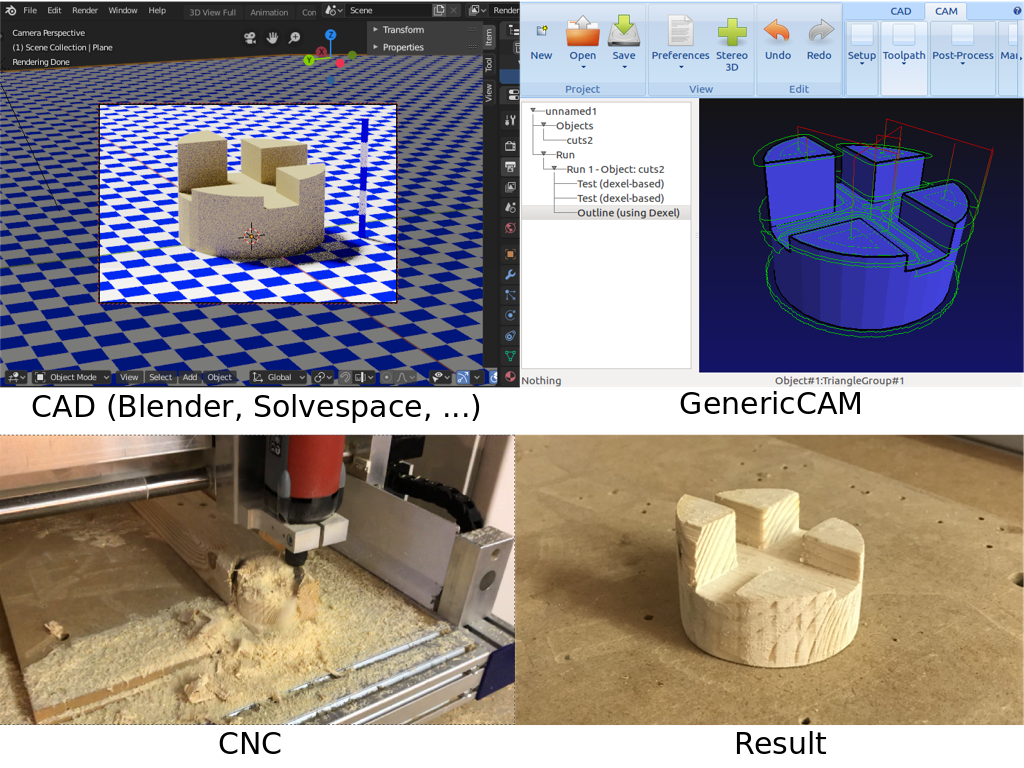 File Edit Render Window Help
3D View Full
Animation
Con
Scene
Render
Camera Perspective
(1) Scene Collection | Plane
Rendering Done
Transform
Properties
Item
Tool
View
Z
X
Y
Object Mode
View Select Add Object
Global
CAD CAM
New Open Save
Preferences Stereo
3D
Undo Redo
Setup Toolpath Post-Process
Project View Edit
unnamed1
Objects
cuts2
Run
Run 1 - Object: cuts2
Test (dexel-based)
Test (dexel-based)
Outline (using Dexel)
Nothing
Object#1:TriangleGroup#1
CAD (Blender, Solvespace, ...)
GenericCAM
CNC
Result